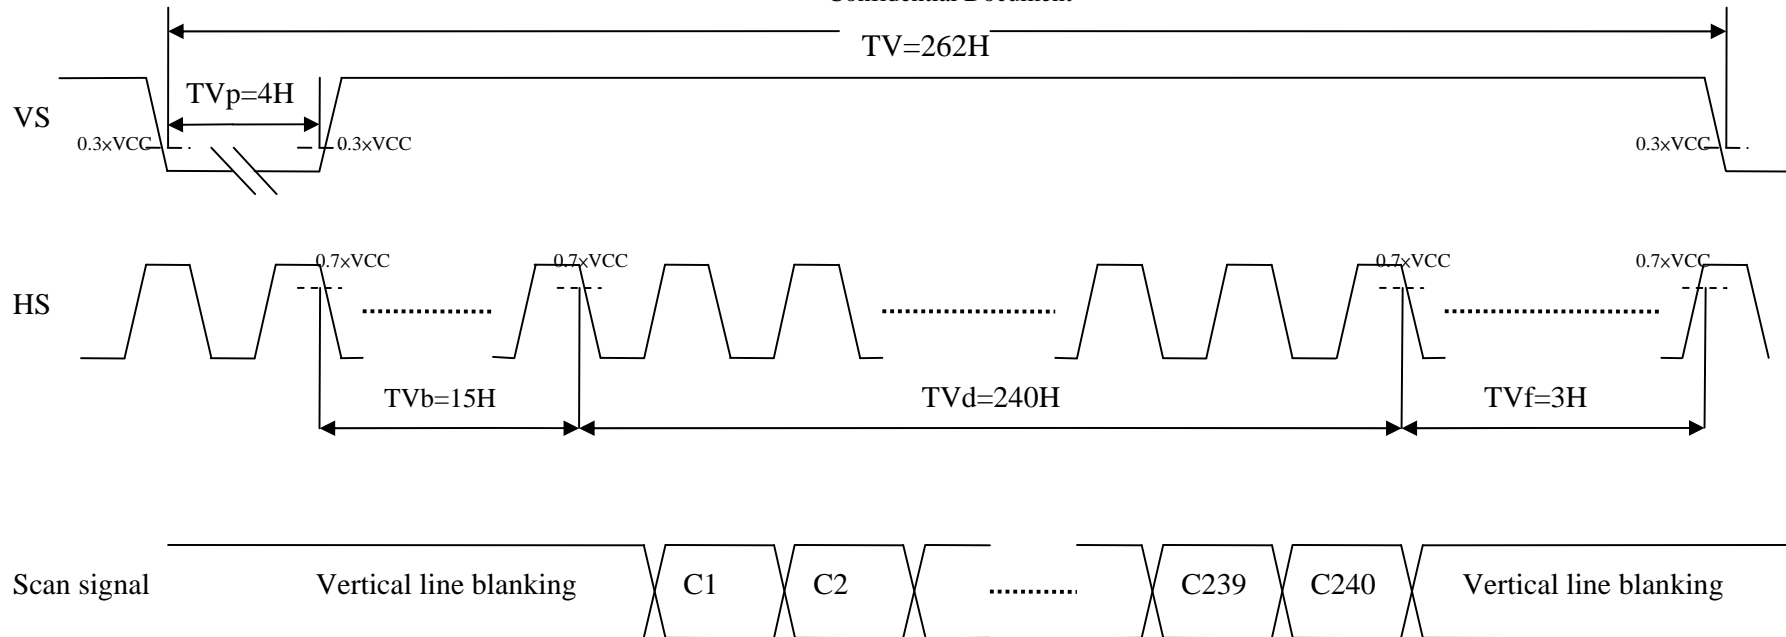 Confidential Document
TV=262H
TVp=4H
VS
0.3×VCC
0.3×VCC
0.3×VCC
0.7×VCC
0.7×VCC
0.7×VCC
0.7×VCC
HS
TVb=15H
TVd=240H
TVf=3H
Scan signal
Vertical line blanking
C1
C2
C239
C240
Vertical line blanking